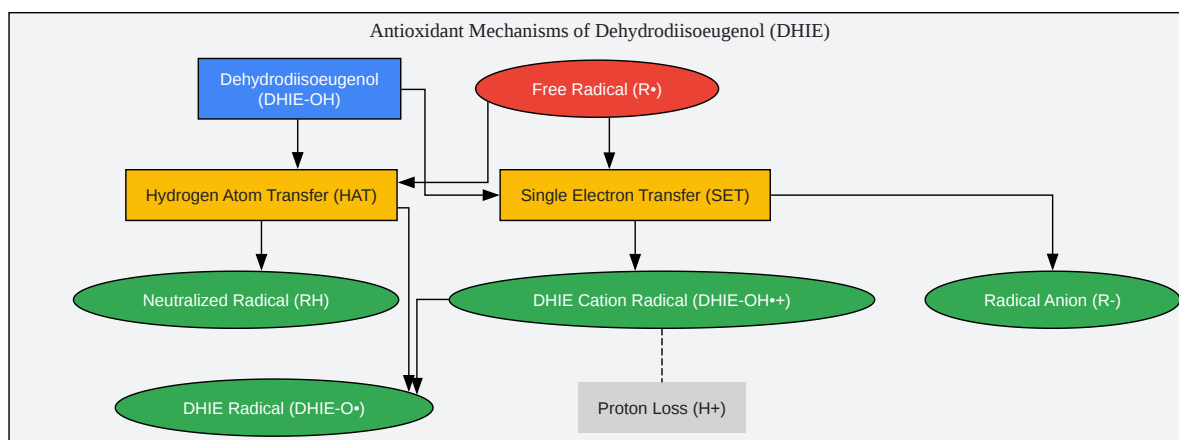 Antioxidant Mechanisms of Dehydrodiisoeugenol (DHIE)
Dehydrodiisoeugenol
(DHIE-OH)
Free Radical (R•)
Hydrogen Atom Transfer (HAT)
Single Electron Transfer (SET)
Neutralized Radical (RH)
DHIE Cation Radical (DHIE-OH•+)
Radical Anion (R-)
DHIE Radical (DHIE-O•)
Proton Loss (H+)